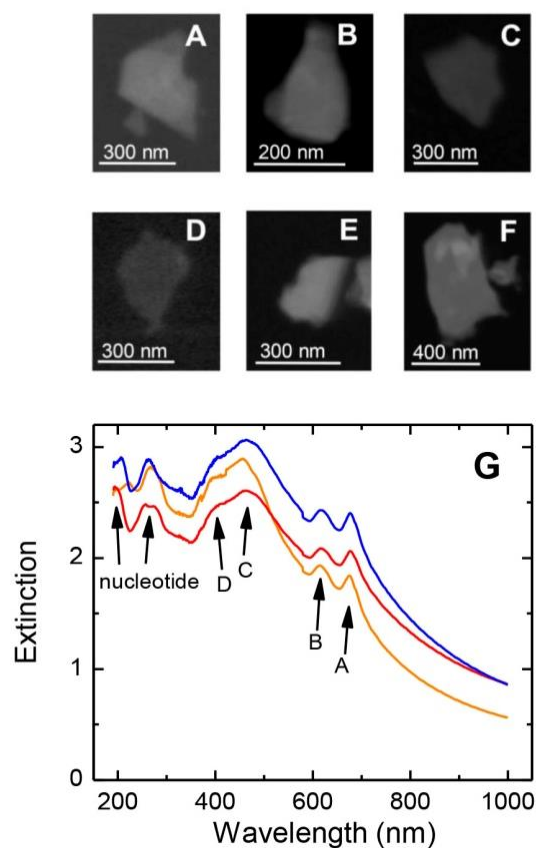 A
B
C
300 nm
200 nm
300 nm
D
E
F
300 nm
300 nm
400 nm
G
3
2
1
0
Extinction
nucleotide
D
C
B
A
200
400
600
800
1000
Wavelength (nm)